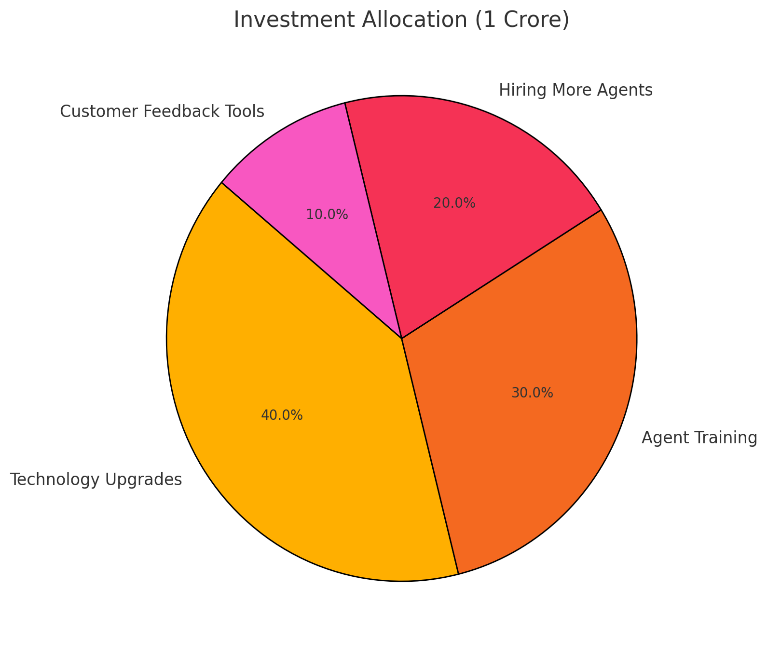 Investment Allocation (1 Crore)
Hiring More Agents
Customer Feedback Tools
20.0%
10.0%
30.0%
40.0%
Agent Training
Technology Upgrades